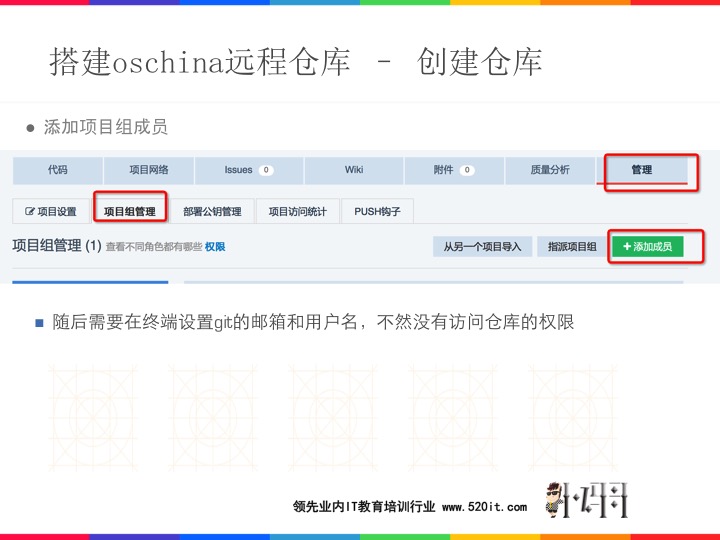 搭建oschina远程仓库 - 创建仓库
添加项目组成员
代码 项目网络 Issues 0 Wiki 附件 0 质量分析 管理
项目设置 项目组管理 部署公钥管理 项目访问统计 PUSH钩子
项目组管理 (1) 查看不同角色都有哪些 权限 从另一个项目导入 指派项目组 +添加成员
随后需要在终端设置git的邮箱和用户名，不然没有访问仓库的权限
领先业内IT教育培训行业 www.520it.com 小码哥